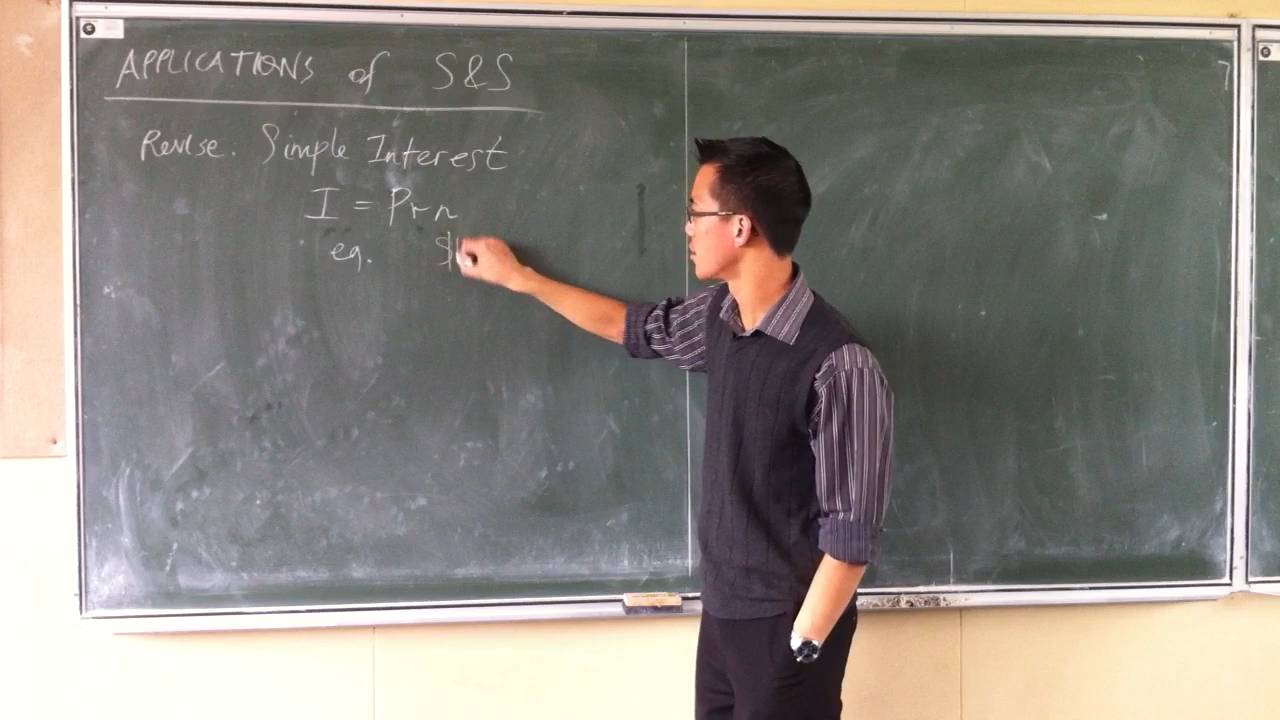 APPLICATIONS of S&S
Revise. Simple Interest
I = Prn
eg. $1